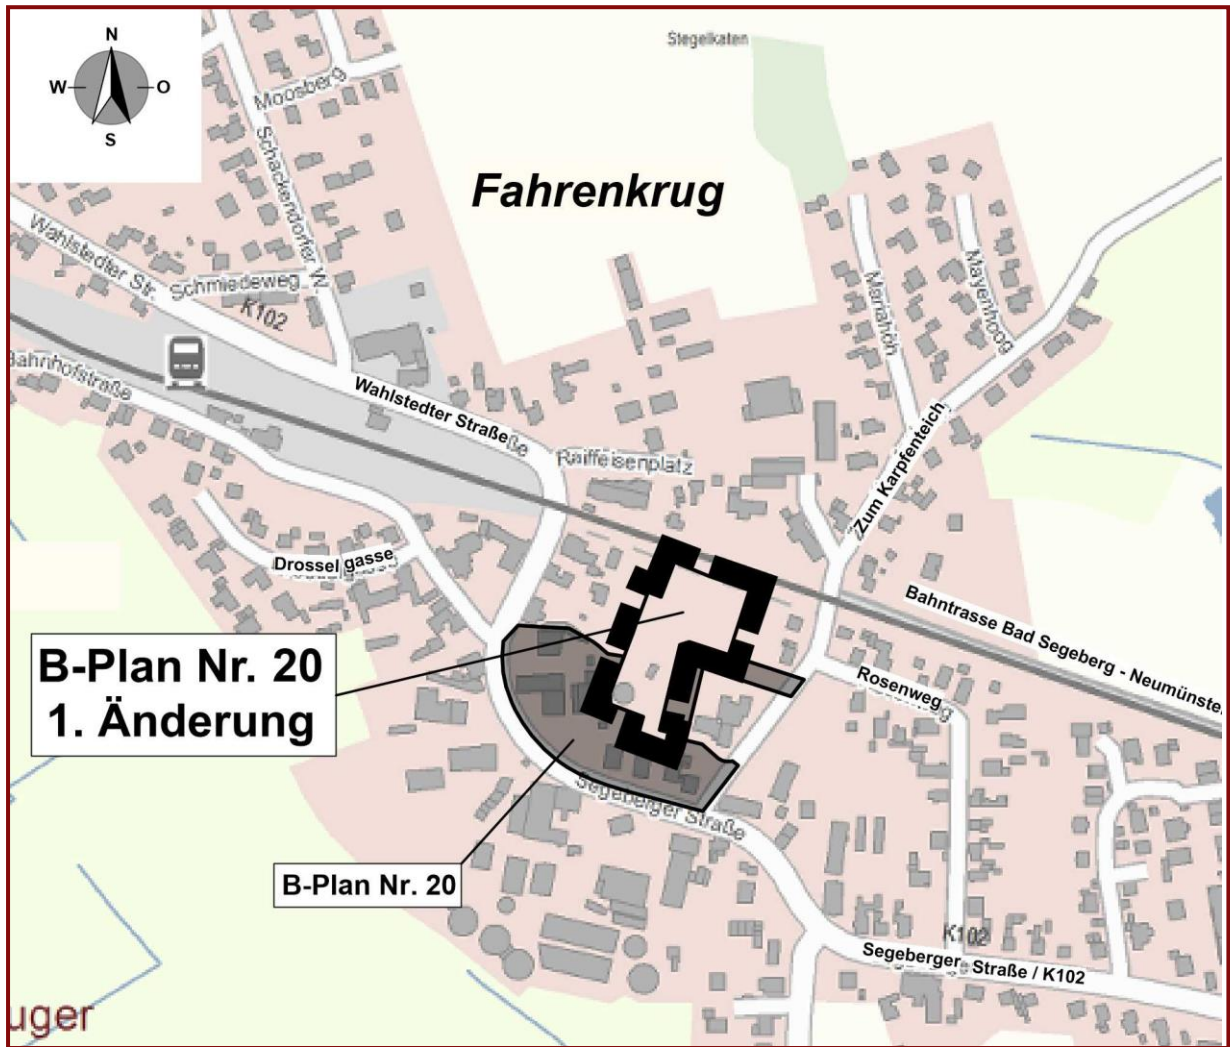 N
W
O
S
Stegelkaten
Moosberg
Schackendorfer W.
Fahrenkrug
Wahlstedter Str.
Schmiedeweg
K102
Mariahöh
Mayenhoog
Bahnhofstraße
Wahlstedter Straße
Raiffeisenplatz
Zum Karpfenteich
Drosselgasse
Bahntrasse Bad Segeberg - Neumünster
B-Plan Nr. 20
1. Änderung
Rosenweg
Segeberger Straße
B-Plan Nr. 20
K102
Segeberger Straße / K102
uger